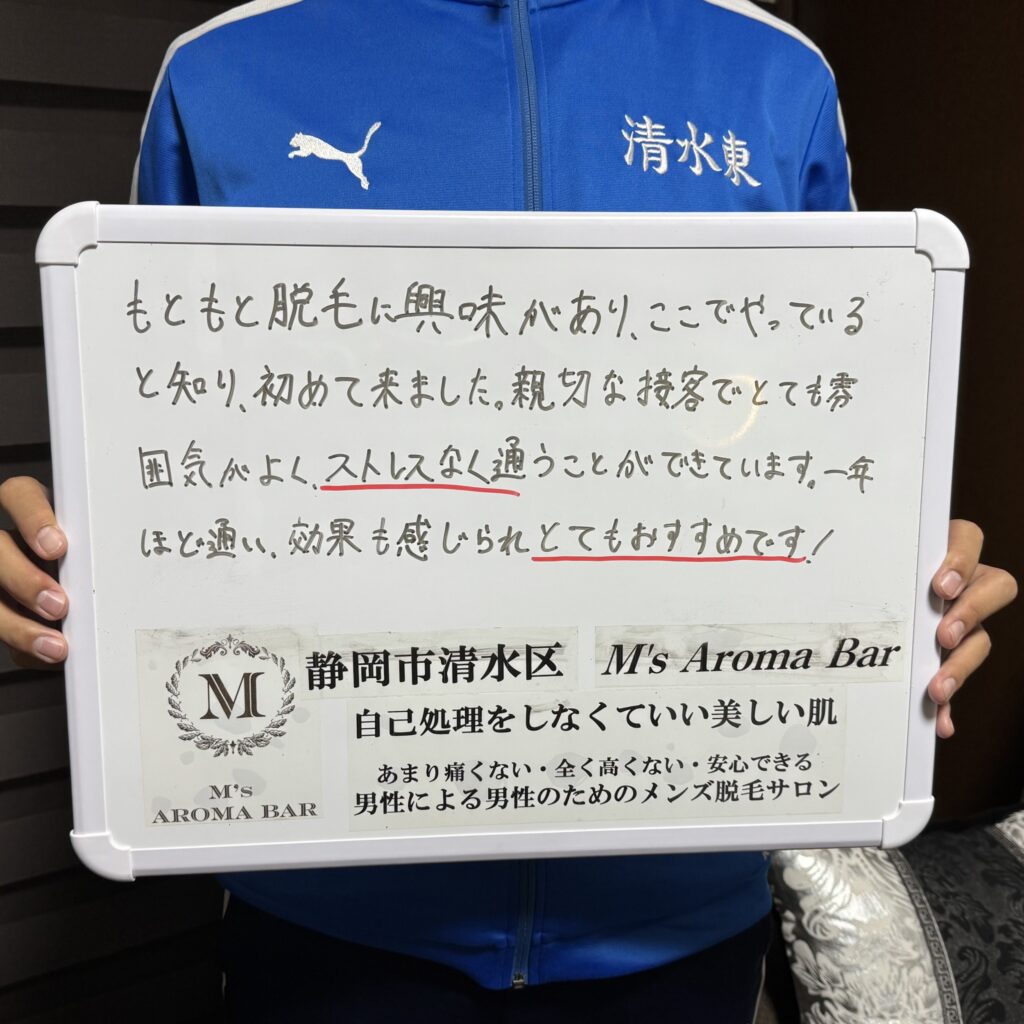 清水東
もともと脱毛に興味があり、ここでやっている
と知り、初めて来ました。親切な接客でとても雰
囲気がよく、ストレスなく通うことができています。一年
ほど通い、効果も感じられとてもおすすめです!
M
M's
AROMA BAR
静岡市清水区 M's Aroma Bar
自己処理をしなくていい美しい肌
あまり痛くない・全く高くない・安心できる
男性による男性のためのメンズ脱毛サロン